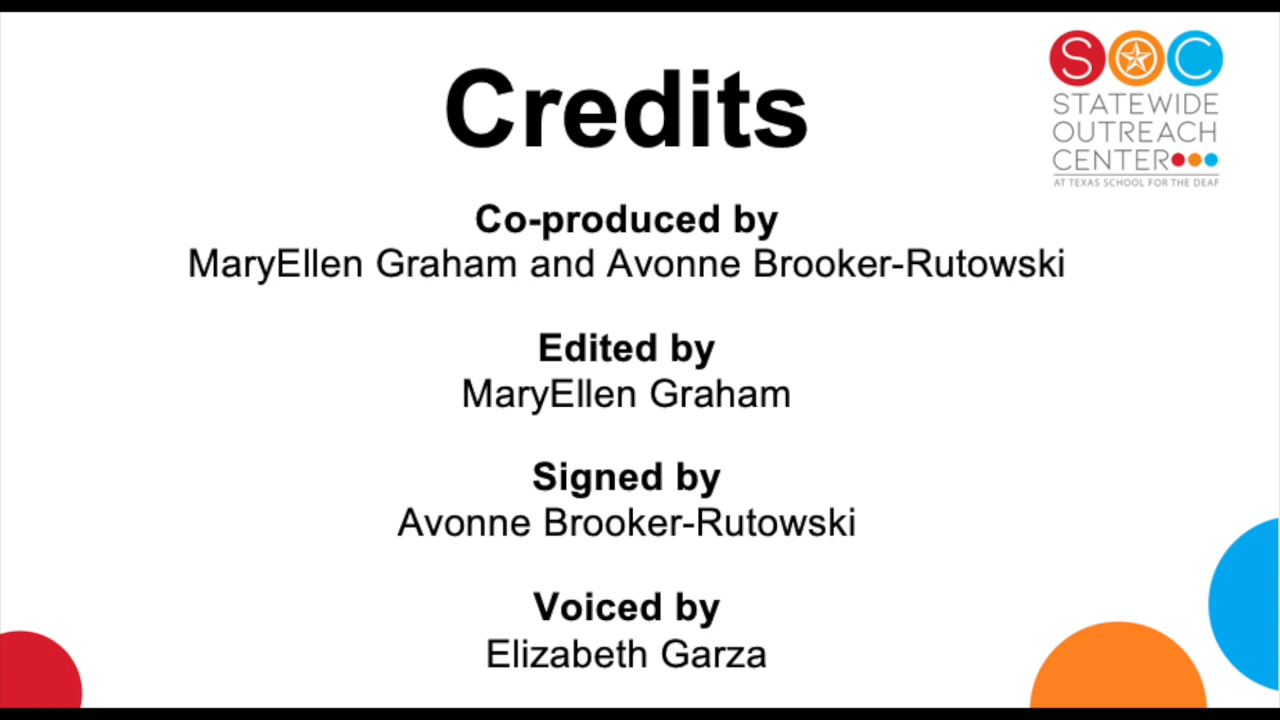 Credits
SOC
STATEWIDE
OUTREACH
CENTER
AT TEXAS SCHOOL FOR THE DEAF
Co-produced by
MaryEllen Graham and Avonne Brooker-Rutowski
Edited by
MaryEllen Graham
Signed by
Avonne Brooker-Rutowski
Voiced by
Elizabeth Garza